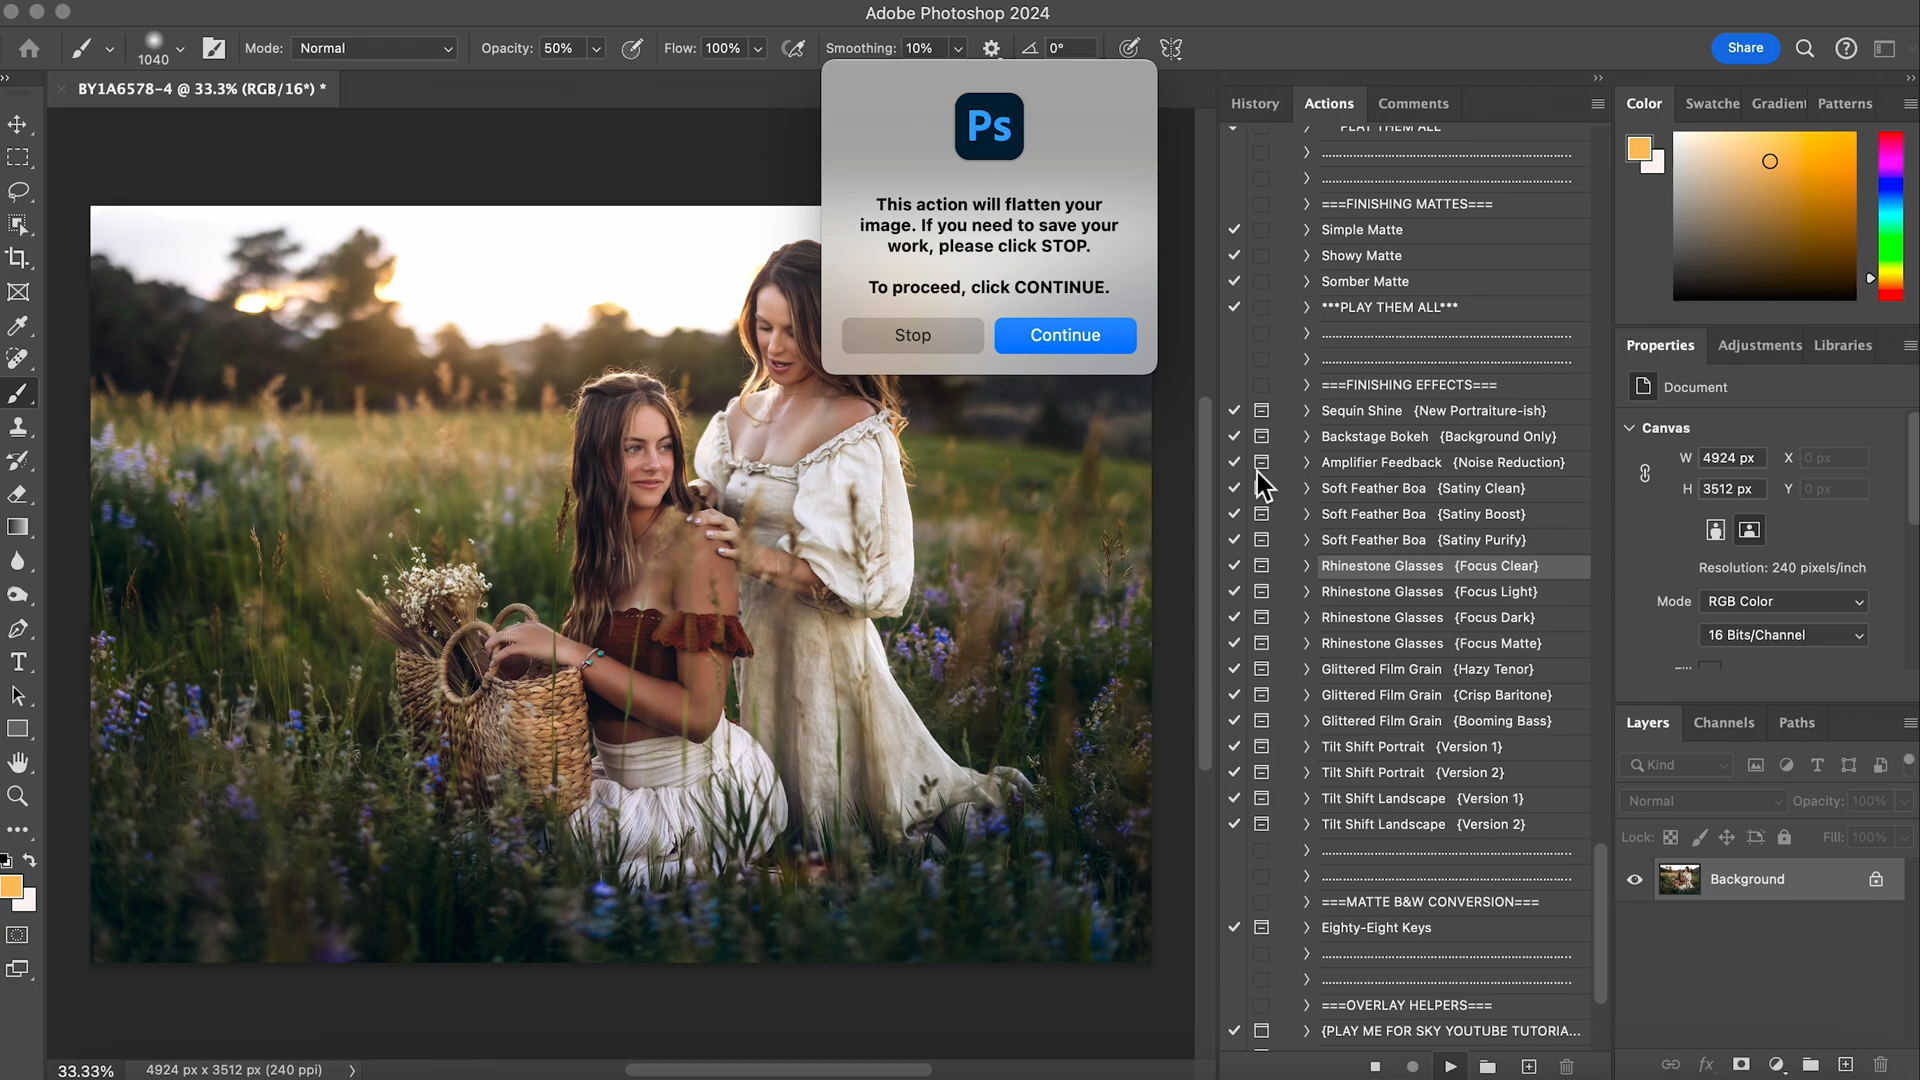 Adobe Photoshop 2024
1040
Mode: Normal
Opacity: 50%
Flow: 100%
Smoothing: 10%
0°
Share
BY1A6578-4 @ 33.3% (RGB/16*) *
Ps
This action will flatten your
image. If you need to save your
work, please click STOP.
To proceed, click CONTINUE.
Stop
Continue
History
Actions
Comments
PLAY THEM ALL
===FINISHING MATTES===
Simple Matte
Showy Matte
Somber Matte
***PLAY THEM ALL***
===FINISHING EFFECTS===
Sequin Shine {New Portraiture-ish}
Backstage Bokeh {Background Only}
Amplifier Feedback {Noise Reduction}
Soft Feather Boa {Satiny Clean}
Soft Feather Boa {Satiny Boost}
Soft Feather Boa {Satiny Purify}
Rhinestone Glasses {Focus Clear}
Rhinestone Glasses {Focus Light}
Rhinestone Glasses {Focus Dark}
Rhinestone Glasses {Focus Matte}
Glittered Film Grain {Hazy Tenor}
Glittered Film Grain {Crisp Baritone}
Glittered Film Grain {Booming Bass}
Tilt Shift Portrait {Version 1}
Tilt Shift Portrait {Version 2}
Tilt Shift Landscape {Version 1}
Tilt Shift Landscape {Version 2}
===MATTE B&W CONVERSION===
Eighty-Eight Keys
===OVERLAY HELPERS===
{PLAY ME FOR SKY YOUTUBE TUTORIA...
Color
Swatche
Gradient
Patterns
Properties
Adjustments
Libraries
Document
Canvas
W 4924 px X 0 px
H 3512 px Y 0 px
Resolution: 240 pixels/inch
Mode RGB Color
16 Bits/Channel
Layers
Channels
Paths
Kind
Normal
Opacity: 100%
Lock:
Fill: 100%
Background
33.33%
4924 px x 3512 px (240 ppi)